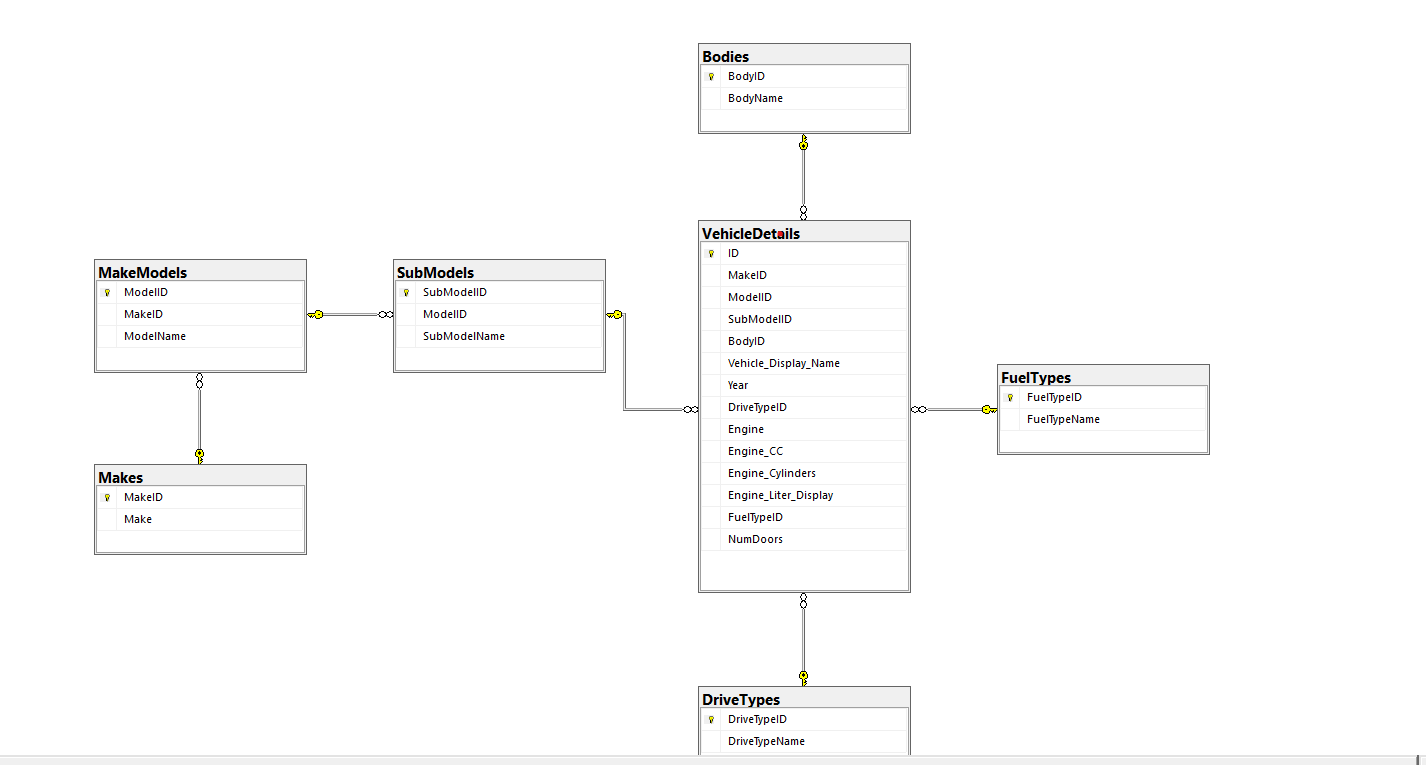 Bodies
BodyID
BodyName
VehicleDetails
ID
MakeID
ModelID
SubModelID
BodyID
Vehicle_Display_Name
Year
DriveTypeID
Engine
Engine_CC
Engine_Cylinders
Engine_Liter_Display
FuelTypeID
NumDoors
MakeModels
ModelID
MakeID
ModelName
SubModels
SubModelID
ModelID
SubModelName
FuelTypes
FuelTypeID
FuelTypeName
Makes
MakeID
Make
DriveTypes
DriveTypeID
DriveTypeName